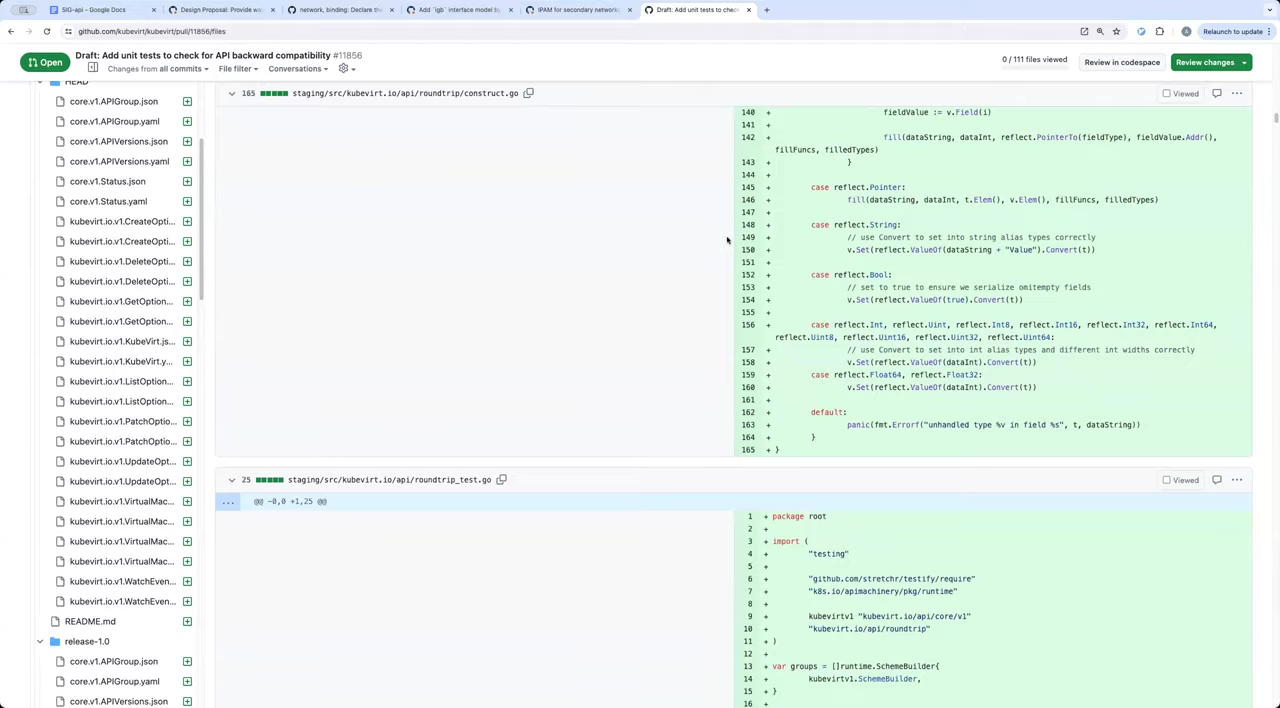 SIG-api - Google Docs
Design Proposal: Provide wa
network, binding: Declare the
Add `igb` interface model by
IPAM for secondary networks
Draft: Add unit tests to check
github.com/kubevirt/kubevirt/pull/11856/files
Relaunch to update
Open
Draft: Add unit tests to check for API backward compatibility #11856
Changes from all commits
File filter
Conversations
0 / 111 files viewed
Review in codespace
Review changes
HEAD
core.v1.APIGroup.json
core.v1.APIGroup.yaml
core.v1.APIVersions.json
core.v1.APIVersions.yaml
core.v1.Status.json
core.v1.Status.yaml
kubevirt.io.v1.CreateOpti...
kubevirt.io.v1.CreateOpti...
kubevirt.io.v1.DeleteOpti...
kubevirt.io.v1.DeleteOpti...
kubevirt.io.v1.GetOption...
kubevirt.io.v1.GetOption...
kubevirt.io.v1.KubeVirt.js...
kubevirt.io.v1.KubeVirt.y...
kubevirt.io.v1.ListOption...
kubevirt.io.v1.ListOption...
kubevirt.io.v1.PatchOptio...
kubevirt.io.v1.PatchOptio...
kubevirt.io.v1.UpdateOpt...
kubevirt.io.v1.UpdateOpt...
kubevirt.io.v1.VirtualMac...
kubevirt.io.v1.VirtualMac...
kubevirt.io.v1.VirtualMac...
kubevirt.io.v1.VirtualMac...
kubevirt.io.v1.WatchEven...
kubevirt.io.v1.WatchEven...
README.md
release-1.0
core.v1.APIGroup.json
core.v1.APIGroup.yaml
core.v1.APIVersions.json
165 staging/src/kubevirt.io/api/roundtrip/construct.go
Viewed
140 + fieldValue := v.Field(i)
141 +
142 + fill(dataString, dataInt, reflect.PointerTo(fieldType), fieldValue.Addr(),
fillFuncs, filledTypes)
143 + }
144 +
145 + case reflect.Pointer:
146 + fill(dataString, dataInt, t.Elem(), v.Elem(), fillFuncs, filledTypes)
147 +
148 + case reflect.String:
149 + // use Convert to set into string alias types correctly
150 + v.Set(reflect.ValueOf(dataString + "Value").Convert(t))
151 +
152 + case reflect.Bool:
153 + // set to true to ensure we serialize omitempty fields
154 + v.Set(reflect.ValueOf(true).Convert(t))
155 +
156 + case reflect.Int, reflect.Uint, reflect.Int8, reflect.Int16, reflect.Int32, reflect.Int64,
reflect.Uint8, reflect.Uint16, reflect.Uint32, reflect.Uint64:
157 + // use Convert to set into int alias types and different int widths correctly
158 + v.Set(reflect.ValueOf(dataInt).Convert(t))
159 + case reflect.Float64, reflect.Float32:
160 + v.Set(reflect.ValueOf(dataInt).Convert(t))
161 +
162 + default:
163 + panic(fmt.Errorf("unhandled type %v in field %s", t, dataString))
164 + }
165 + }
25 staging/src/kubevirt.io/api/roundtrip_test.go
Viewed
... @@ -0,0 +1,25 @@
1 + package root
2 +
3 + import (
4 + "testing"
5 +
6 + "github.com/stretchr/testify/require"
7 + "k8s.io/apimachinery/pkg/runtime"
8 +
9 + kubevirtv1 "kubevirt.io/api/core/v1"
10 + "kubevirt.io/api/roundtrip"
11 + )
12 +
13 + var groups = []runtime.SchemeBuilder{
14 + kubevirtv1.SchemeBuilder,
15 + }
16 +